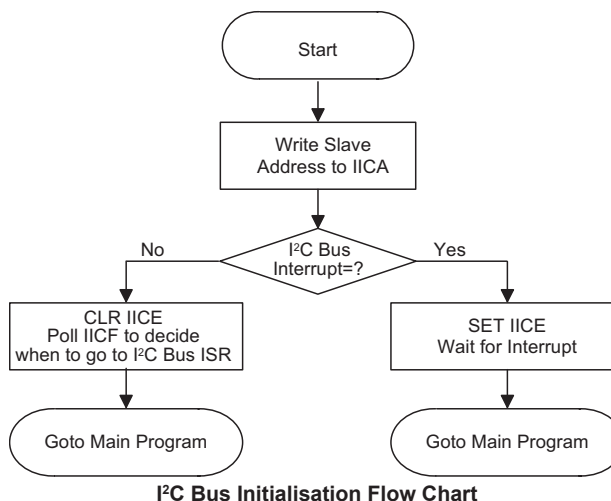 Start
Write Slave
Address to IICA
I²C Bus
Interrupt=?
No
Yes
CLR IICE
Poll IICF to decide
when to go to I²C Bus ISR
SET IICE
Wait for Interrupt
Goto Main Program
Goto Main Program
I²C Bus Initialisation Flow Chart